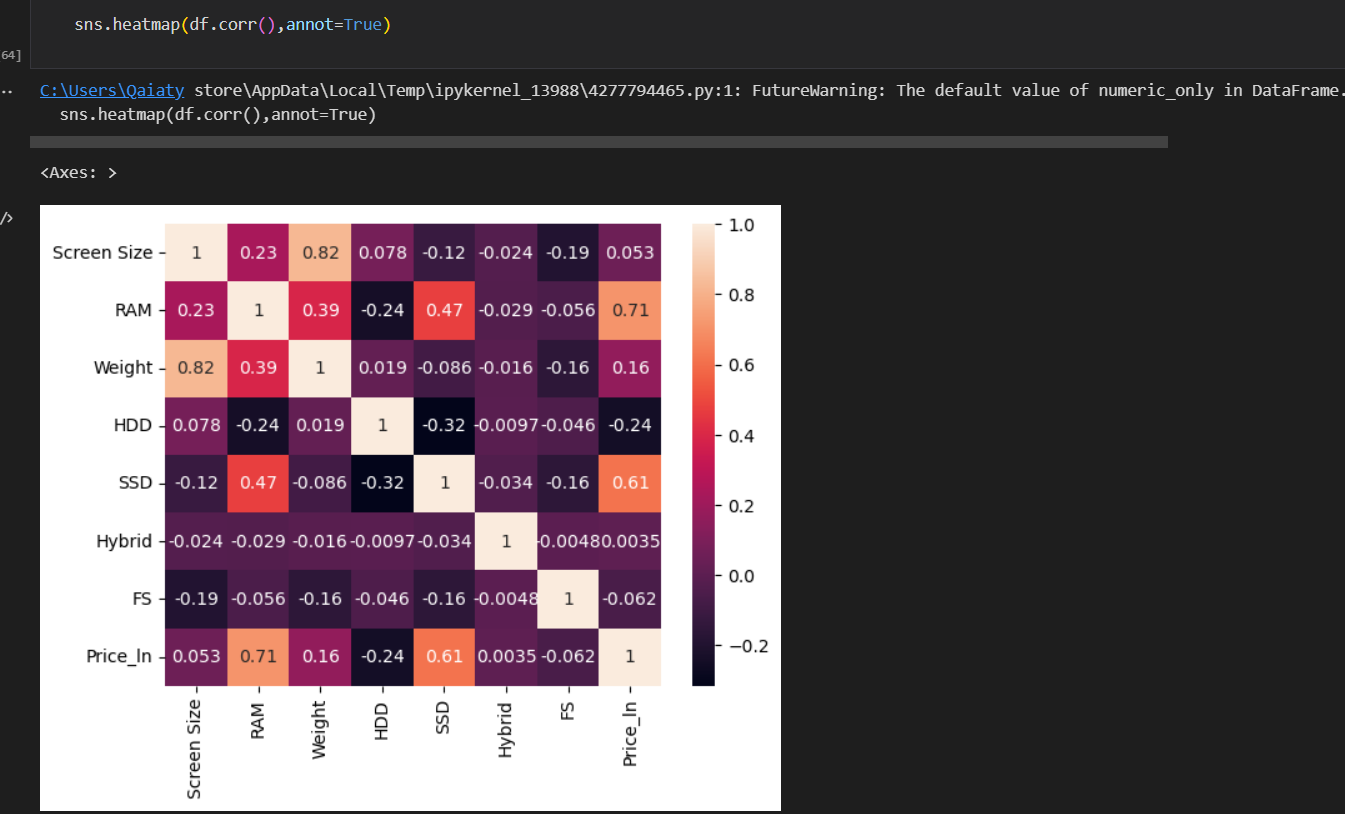 sns.heatmap(df.corr(),annot=True)
64]
C:\Users\Qaiaty store\AppData\Local\Temp\ipykernel_13988\4277794465.py:1: FutureWarning: The default value of numeric_only in DataFrame.
sns.heatmap(df.corr(),annot=True)
<Axes: >
/>
Screen Size 1 0.23 0.82 0.078 -0.12 -0.024 -0.19 0.053
RAM 0.23 1 0.39 -0.24 0.47 -0.029 -0.056 0.71
Weight 0.82 0.39 1 0.019 -0.086 -0.016 -0.16 0.16
HDD 0.078 -0.24 0.019 1 -0.32 -0.0097 -0.046 -0.24
SSD -0.12 0.47 -0.086 -0.32 1 -0.034 -0.16 0.61
Hybrid -0.024 -0.029 -0.016 -0.0097 -0.034 1 -0.0048 0.0035
FS -0.19 -0.056 -0.16 -0.046 -0.16 -0.0048 1 -0.062
Price_ln 0.053 0.71 0.16 -0.24 0.61 0.0035 -0.062 1
Screen Size RAM Weight HDD SSD Hybrid FS Price_ln
1.0
0.8
0.6
0.4
0.2
0.0
−0.2